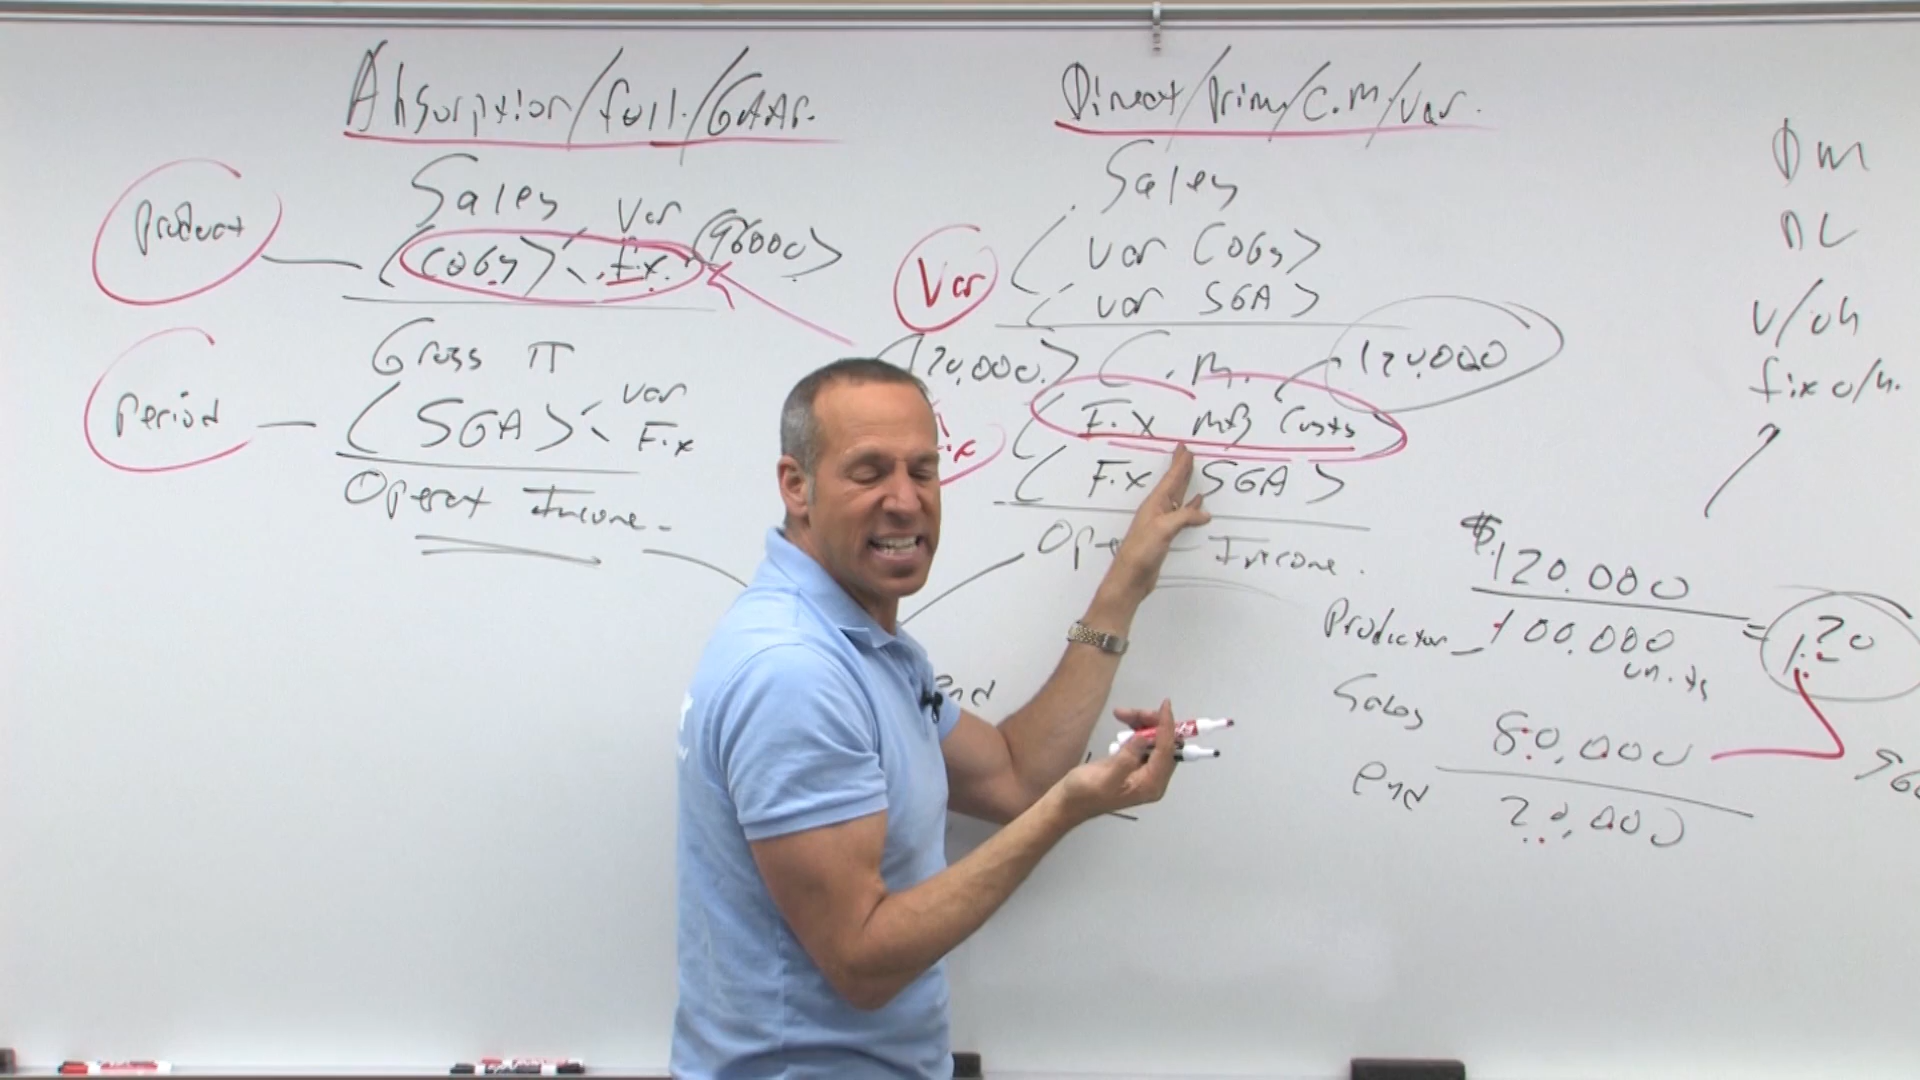 Absorption/full/GAAP.
Product
Sales
Var
(COGS) Fix. (96000)
Gross π
Period
(SGA) var
Fix
Operat Income
Direct/Prime/C.M/Var.
Sales
Var
(Var COGS)
(Var SGA)
(120,000) C.M. 120,000
(Fix Mfg Costs)
(Fix SGA)
Income.
end
DM
DL
V/oh
fix o/h.
$120,000
Production 100,000 = 1.20
units
Sales 80,000
end 20,000